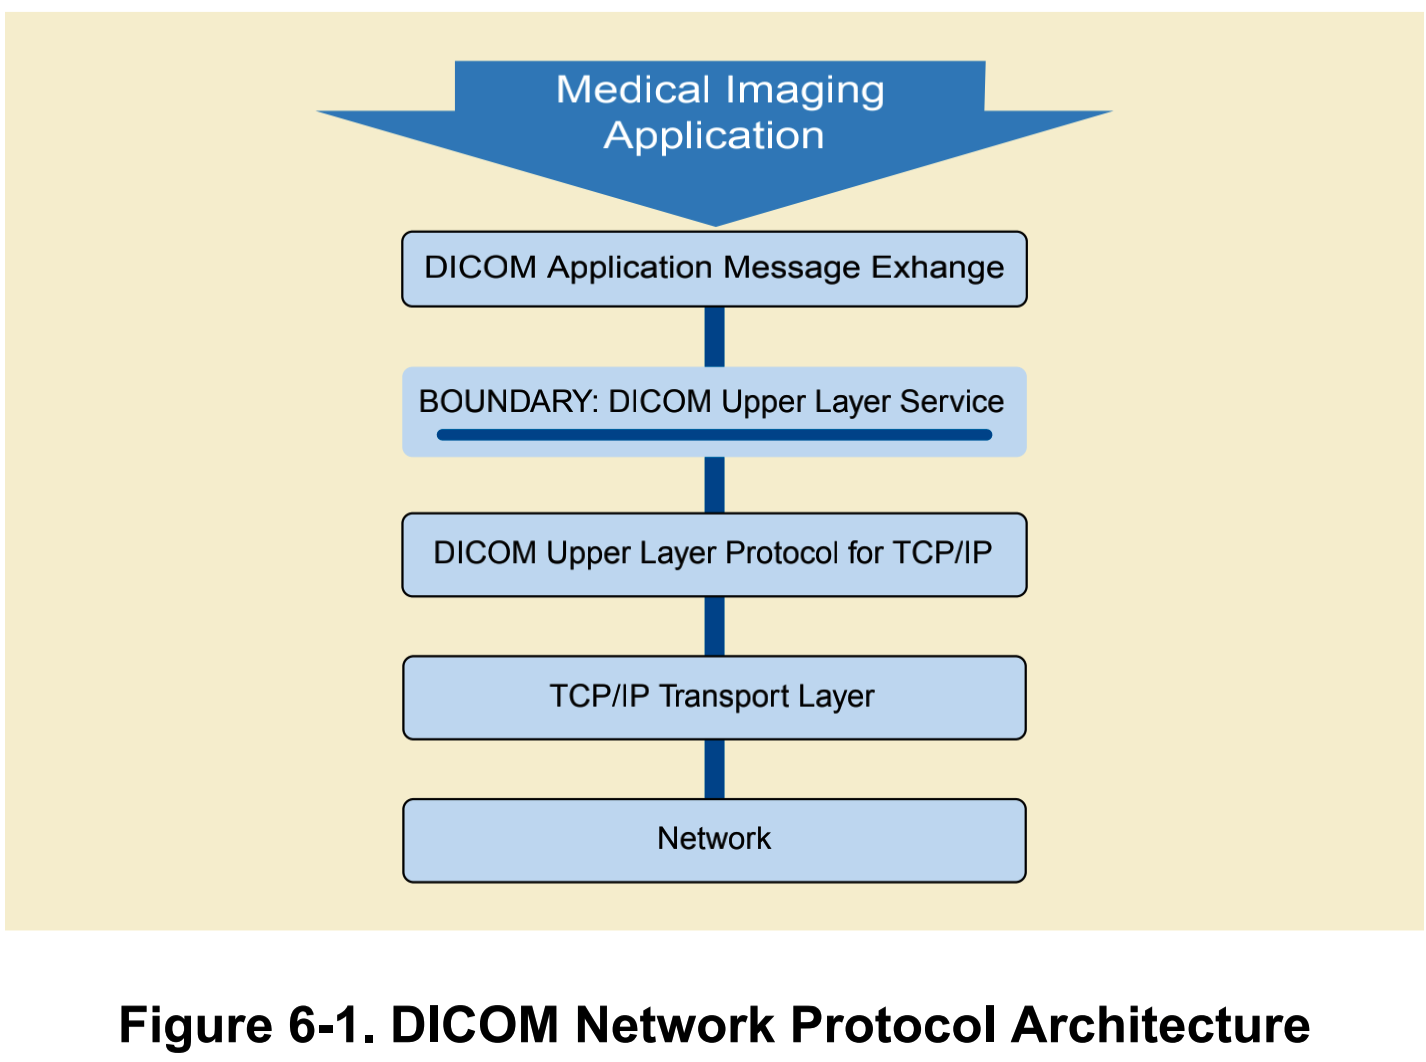 Medical Imaging
Application
DICOM Application Message Exhange
BOUNDARY: DICOM Upper Layer Service
DICOM Upper Layer Protocol for TCP/IP
TCP/IP Transport Layer
Network
Figure 6-1. DICOM Network Protocol Architecture